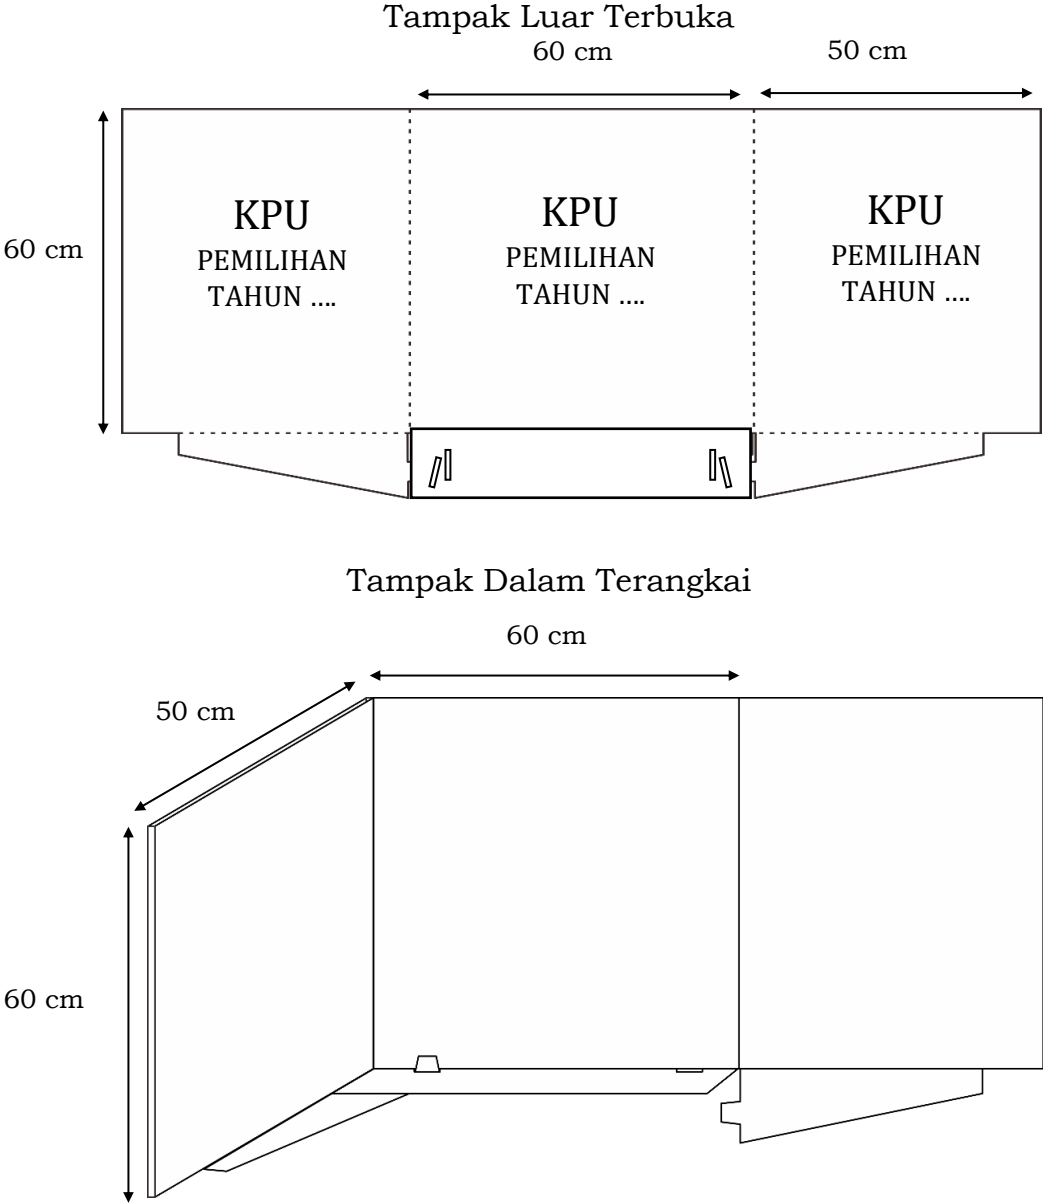 Tampak Luar Terbuka
60 cm
50 cm
60 cm
KPU
PEMILIHAN
TAHUN ....
KPU
PEMILIHAN
TAHUN ....
KPU
PEMILIHAN
TAHUN ....
Tampak Dalam Terangkai
60 cm
50 cm
60 cm